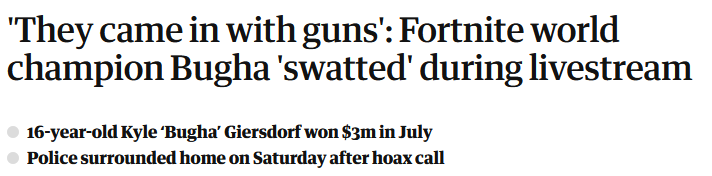 'They came in with guns': Fortnite world
champion Bugha 'swatted' during livestream
16-year-old Kyle ‘Bugha’ Giersdorf won $3m in July
Police surrounded home on Saturday after hoax call